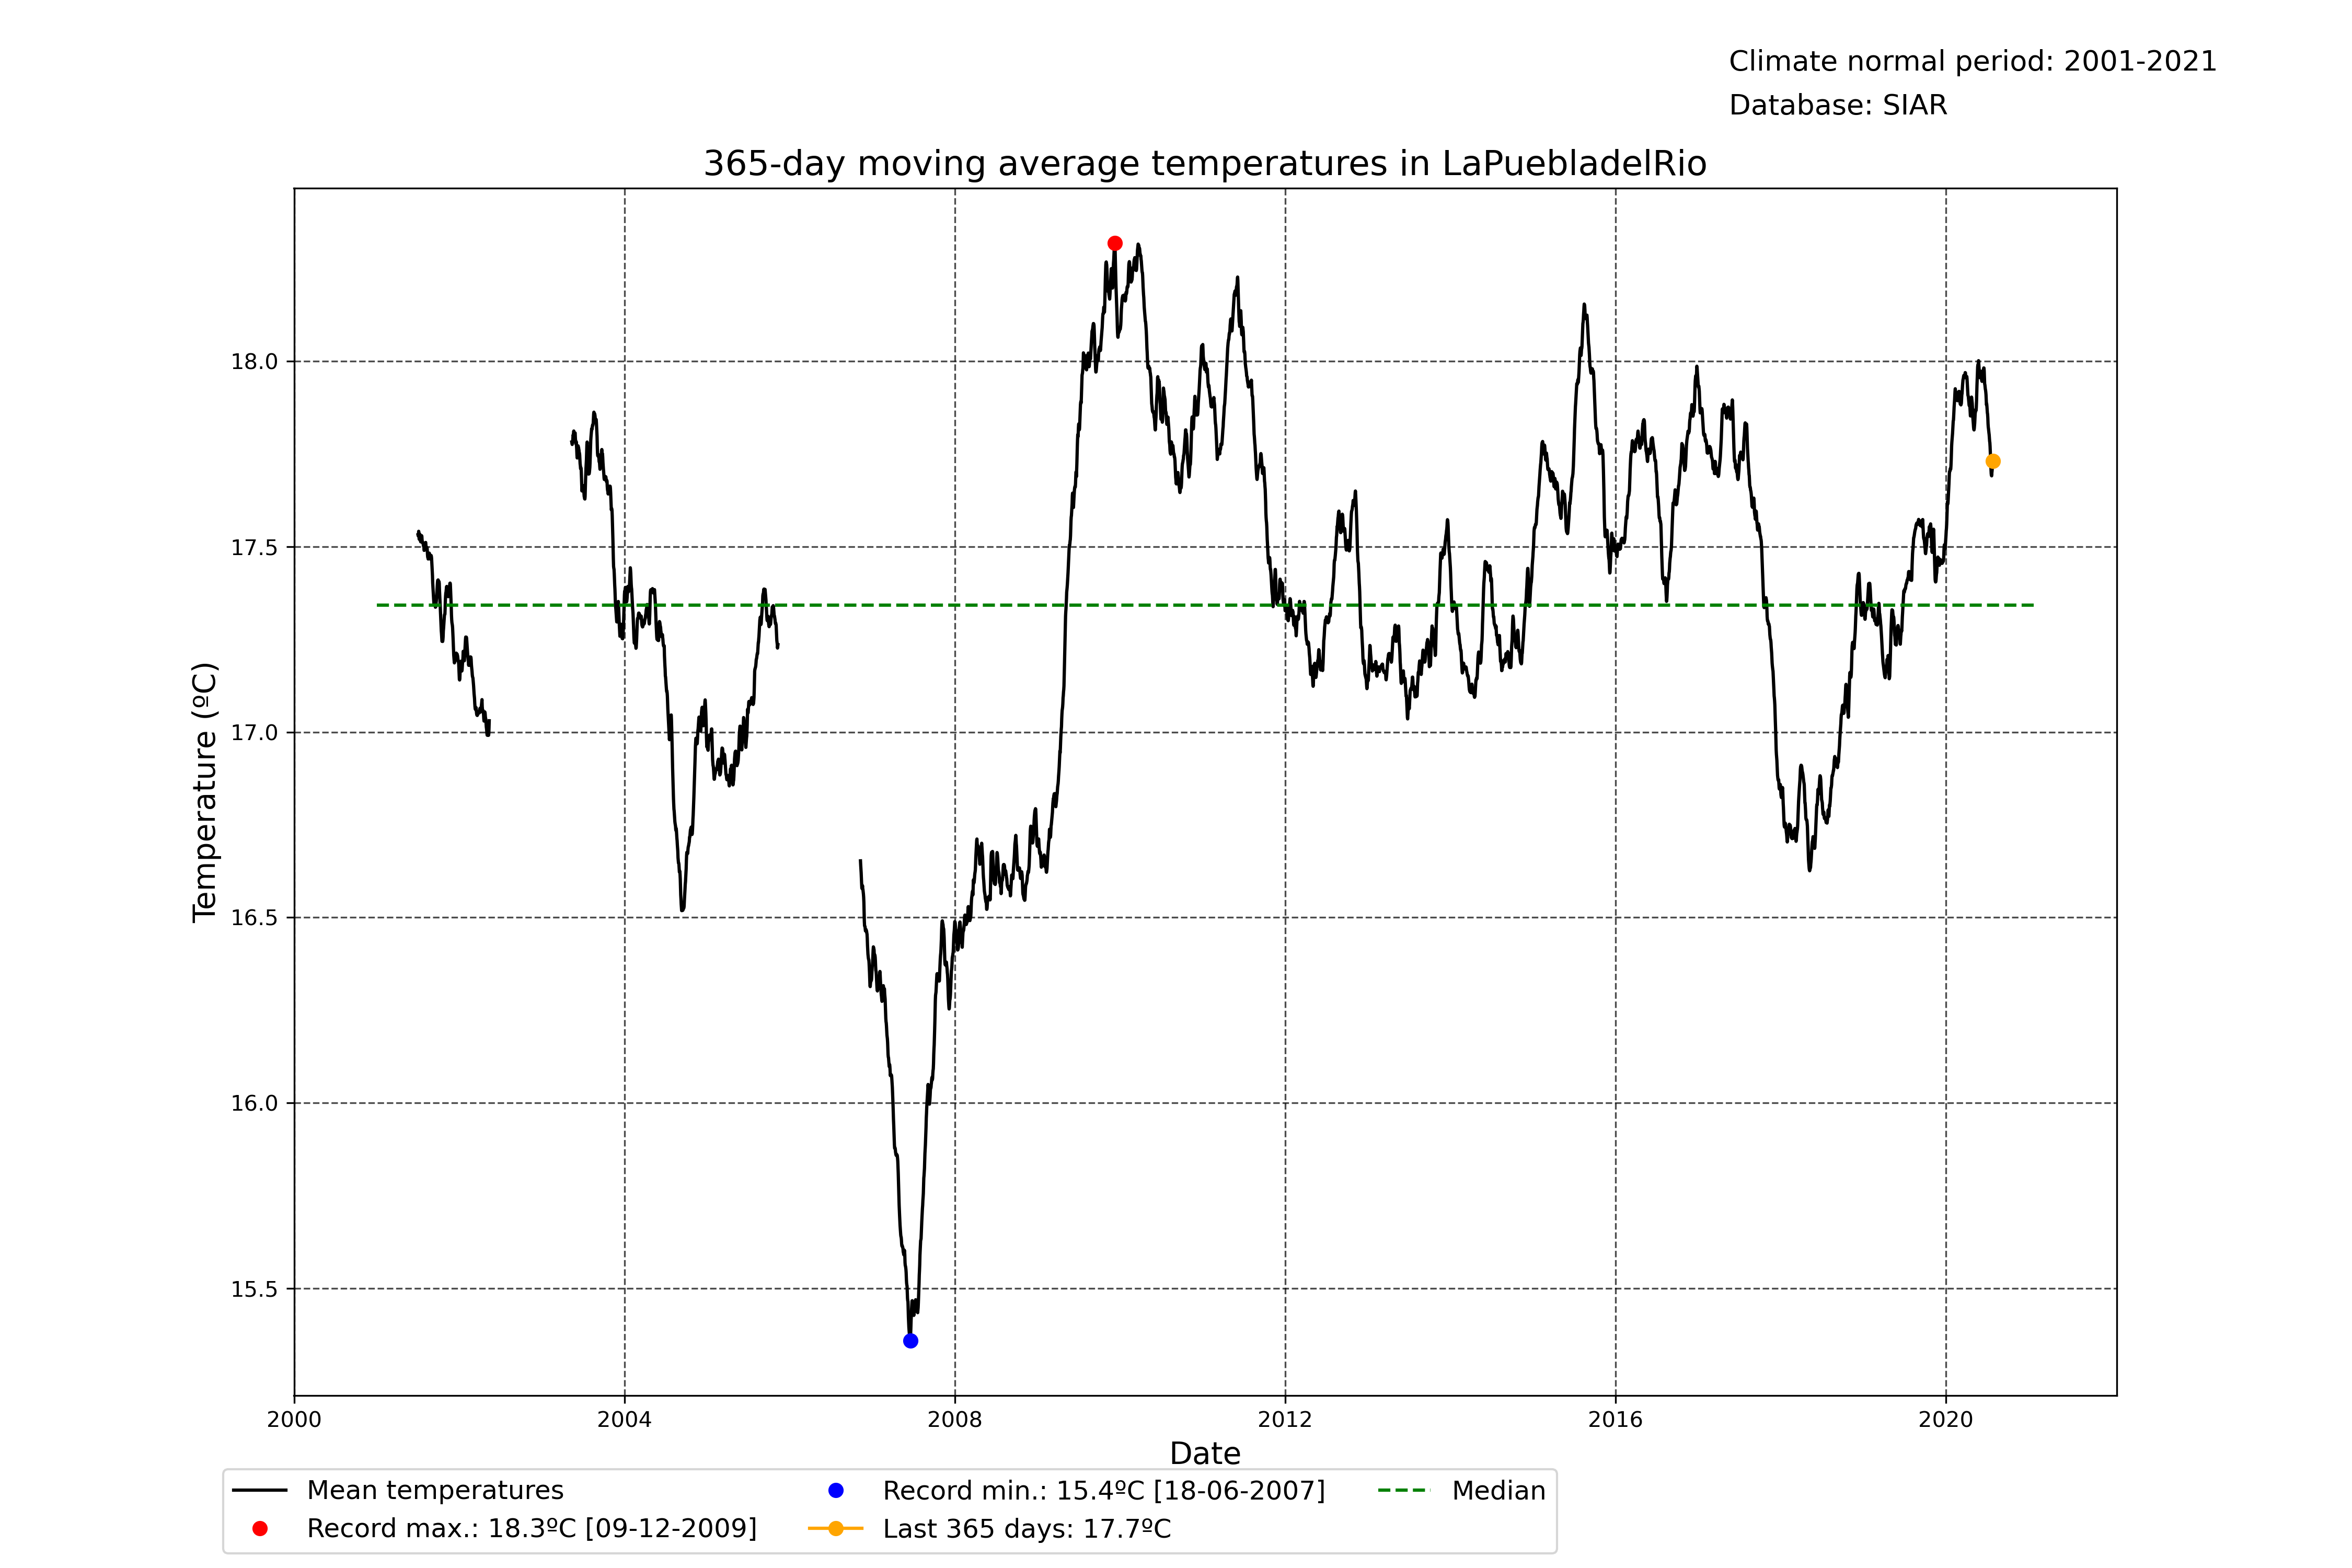 Climate normal period: 2001-2021
Database: SIAR
365-day moving average temperatures in LaPuebladelRio
18.0
17.5
17.0
16.5
16.0
15.5
Temperature (ºC)
2000 2004 2008 2012 2016 2020
Date
Mean temperatures
Record max.: 18.3ºC [09-12-2009]
Record min.: 15.4ºC [18-06-2007]
Last 365 days: 17.7ºC
Median